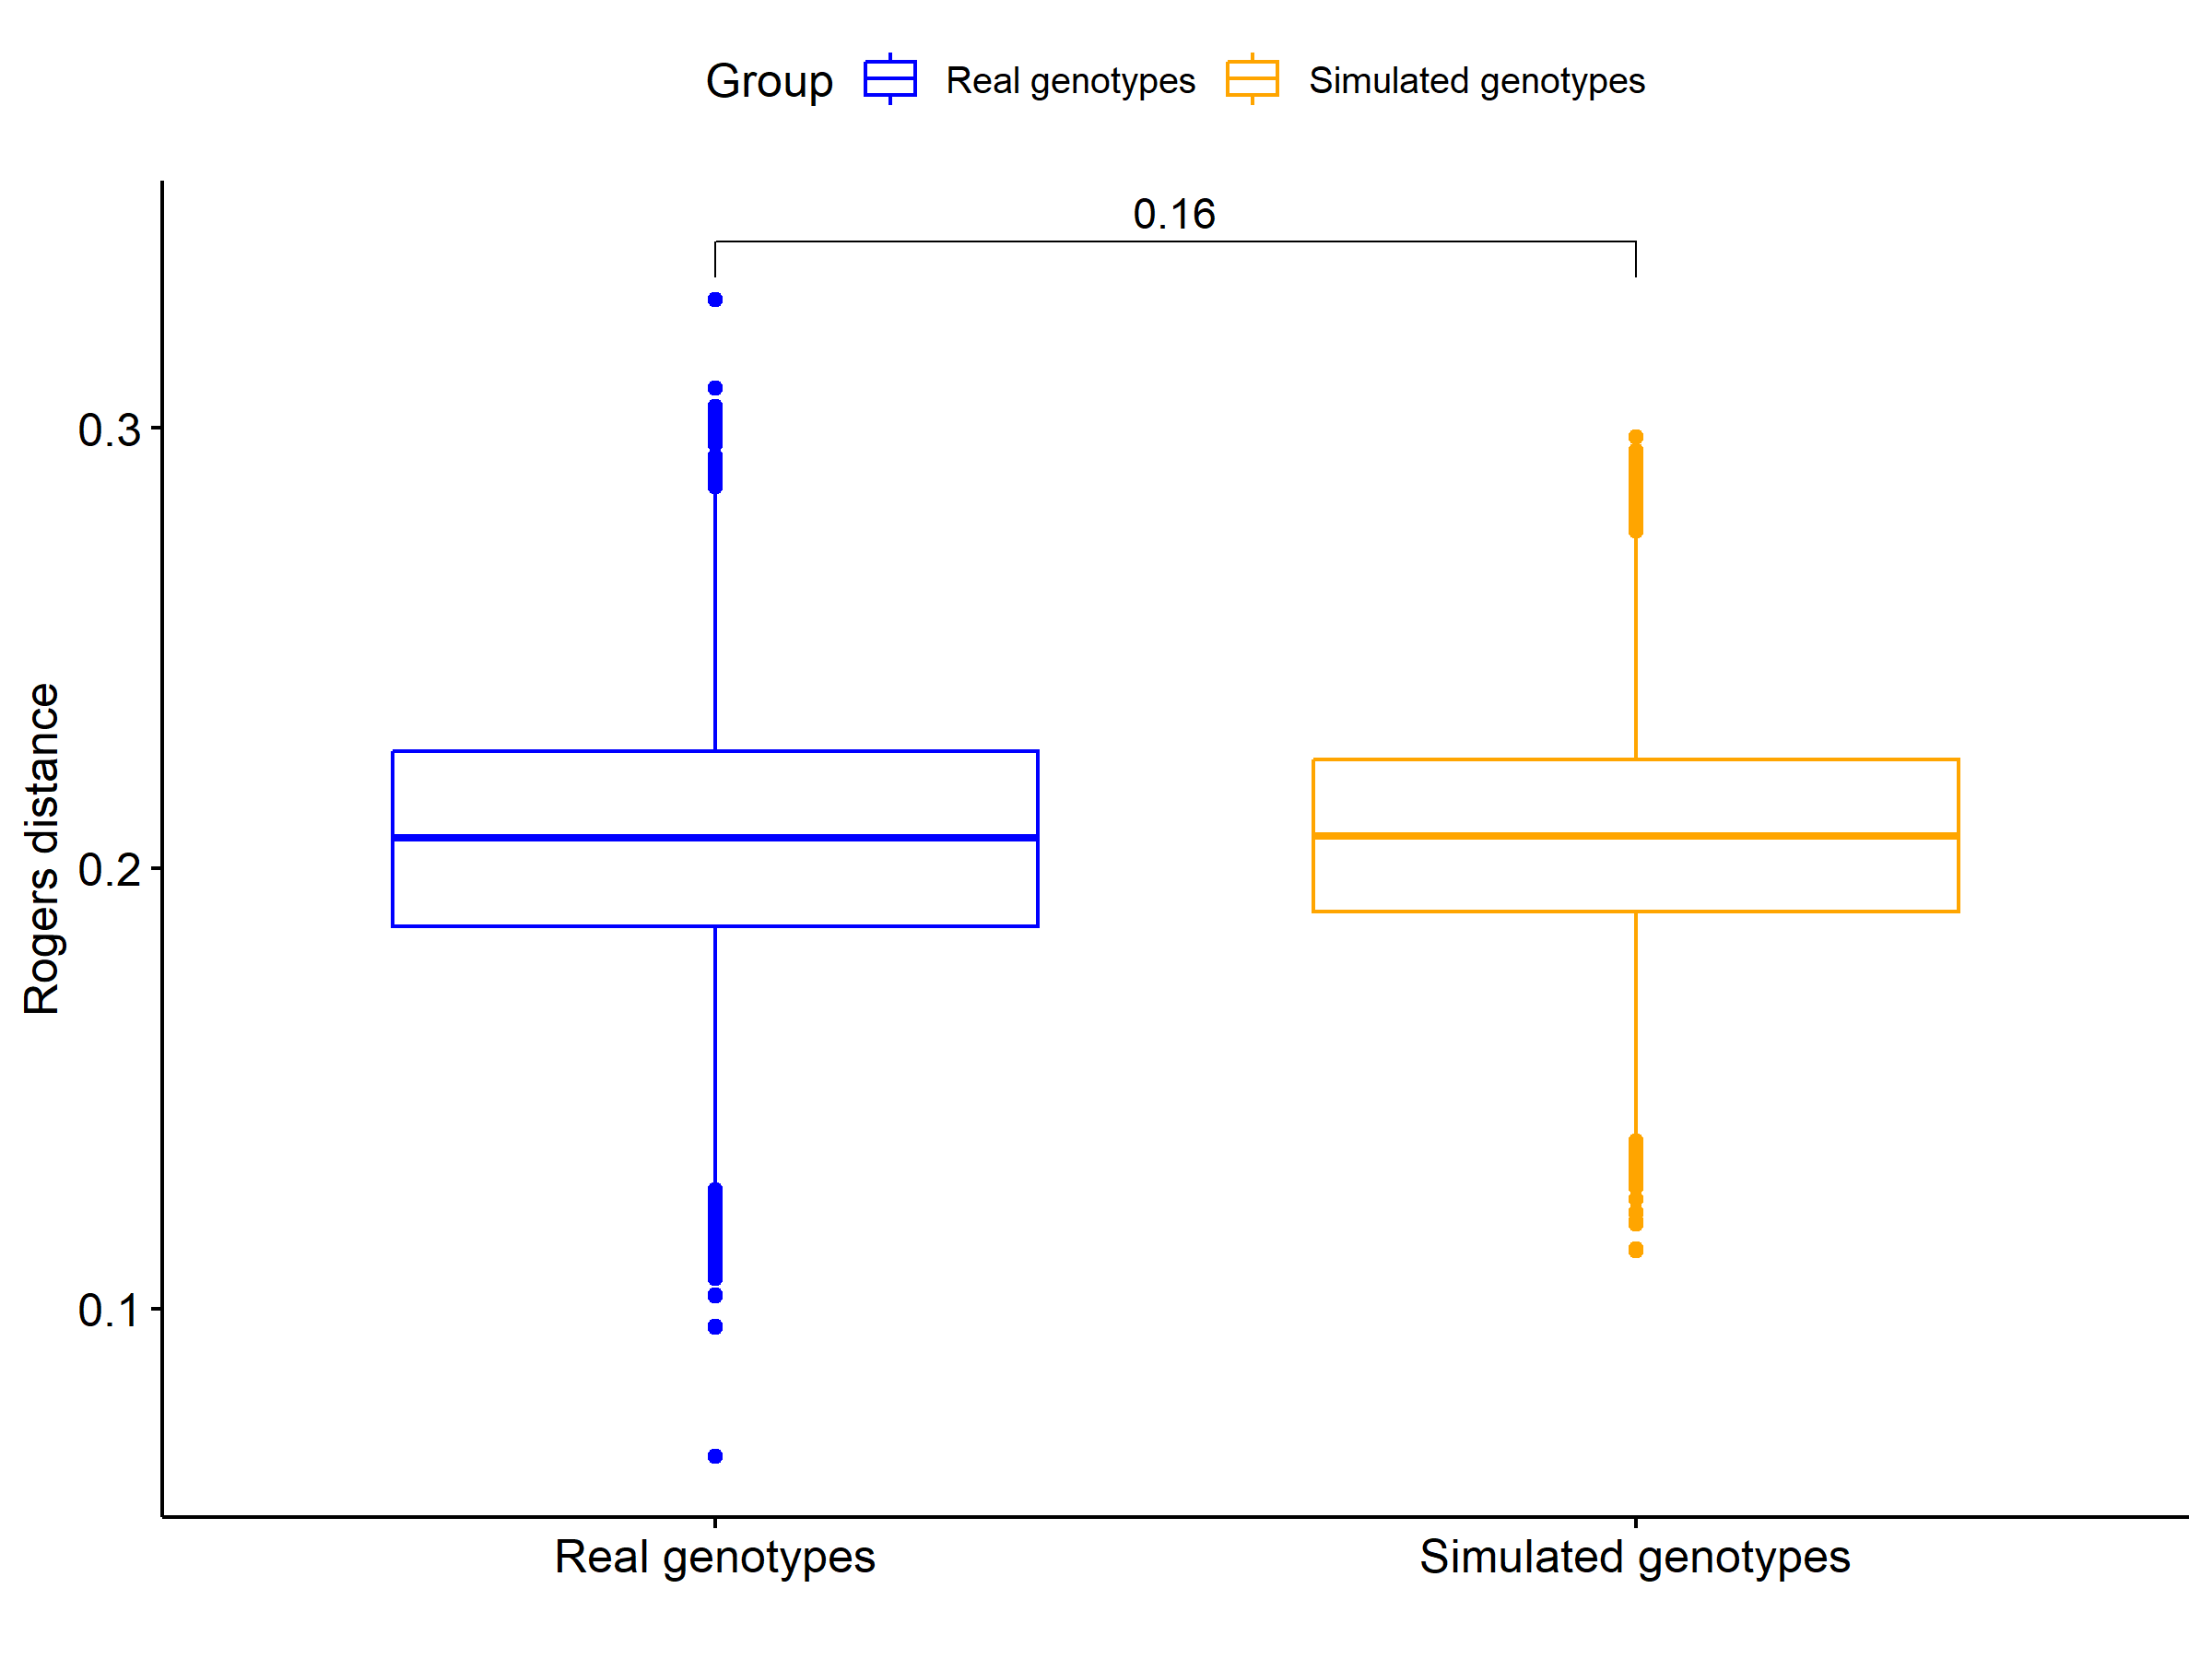 Group Real genotypes Simulated genotypes
0.16
0.3
0.2
0.1
Rogers distance
Real genotypes Simulated genotypes